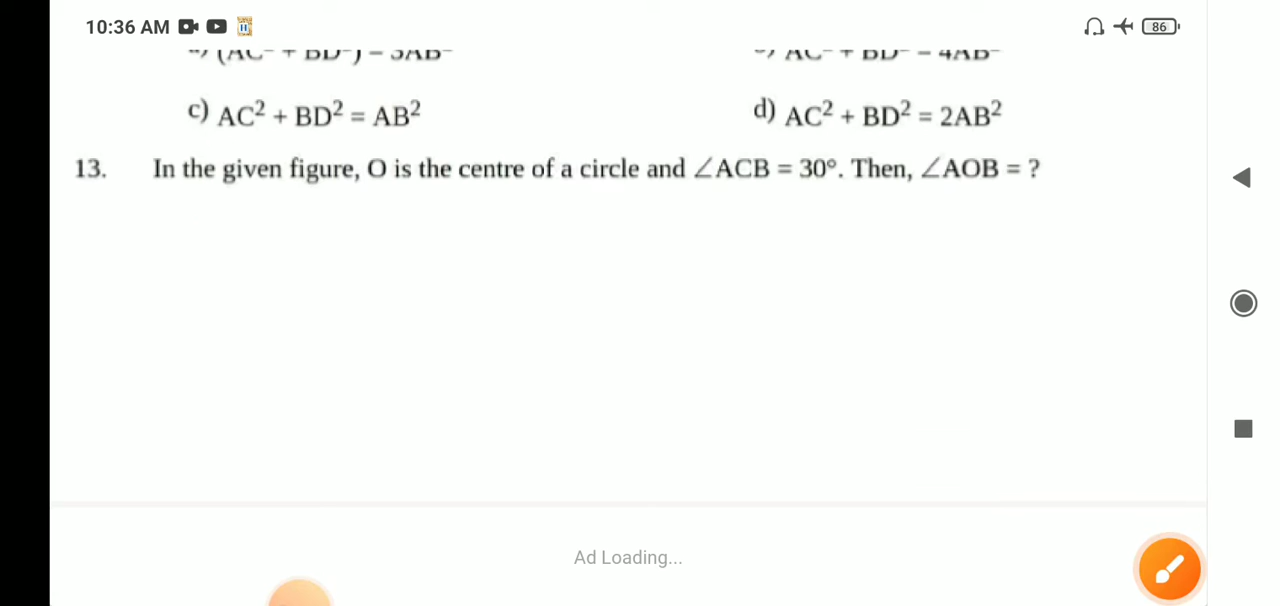 10:36 AM 86
c) AC² + BD² = AB² d) AC² + BD² = 2AB²
13. In the given figure, O is the centre of a circle and ∠ACB = 30°. Then, ∠AOB = ?
Ad Loading...